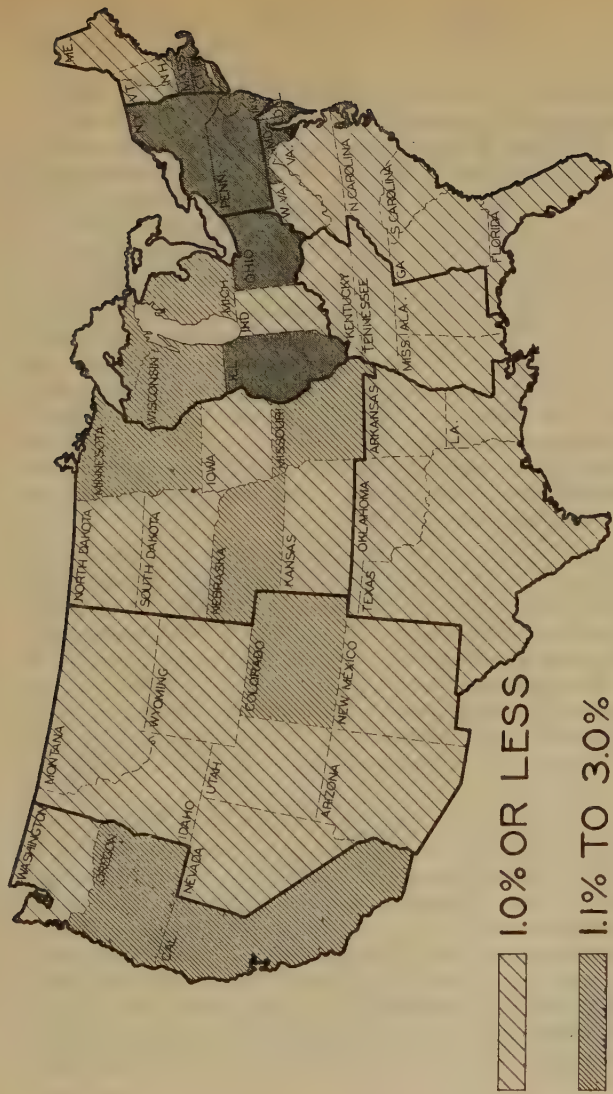 WASHINGTON
MONTANA
NORTH DAKOTA
MINNESOTA
ME.
VT.
N.H.
MASS.
N.Y.
OREGON
IDAHO
WYOMING
SOUTH DAKOTA
WISCONSIN
MICH.
PENN.
CAL.
NEVADA
UTAH
COLORADO
NEBRASKA
IOWA
ILL.
IND.
OHIO
W. VA.
VA.
KANSAS
MISSOURI
KENTUCKY
TENNESSEE
N. CAROLINA
S. CAROLINA
ARIZONA
NEW MEXICO
TEXAS
OKLAHOMA
ARKANSAS
LA.
MISS.
ALA.
GA.
FLORIDA
1.0% OR LESS
1.1% TO 3.0%